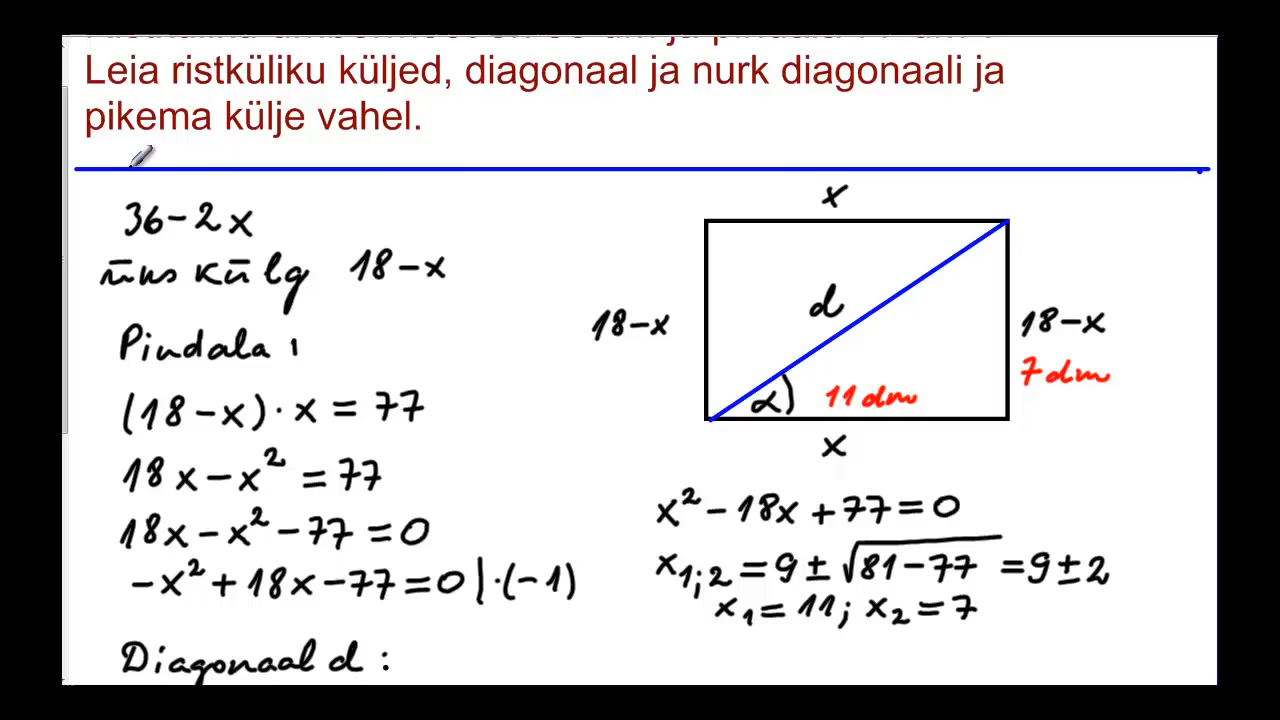 Leia ristküliku küljed, diagonaal ja nurk diagonaali ja
pikema külje vahel.
36-2x
üks külg 18-x
Pindala:
(18-x)·x=77
18x-x²=77
18x-x²-77=0
-x²+18x-77=0|·(-1)
Diagonaal d:
x
18-x
d
18-x
7 dm
α
11 dm
x
x²-18x+77=0
x₁;₂=9±√81-77=9±2
x₁=11; x₂=7